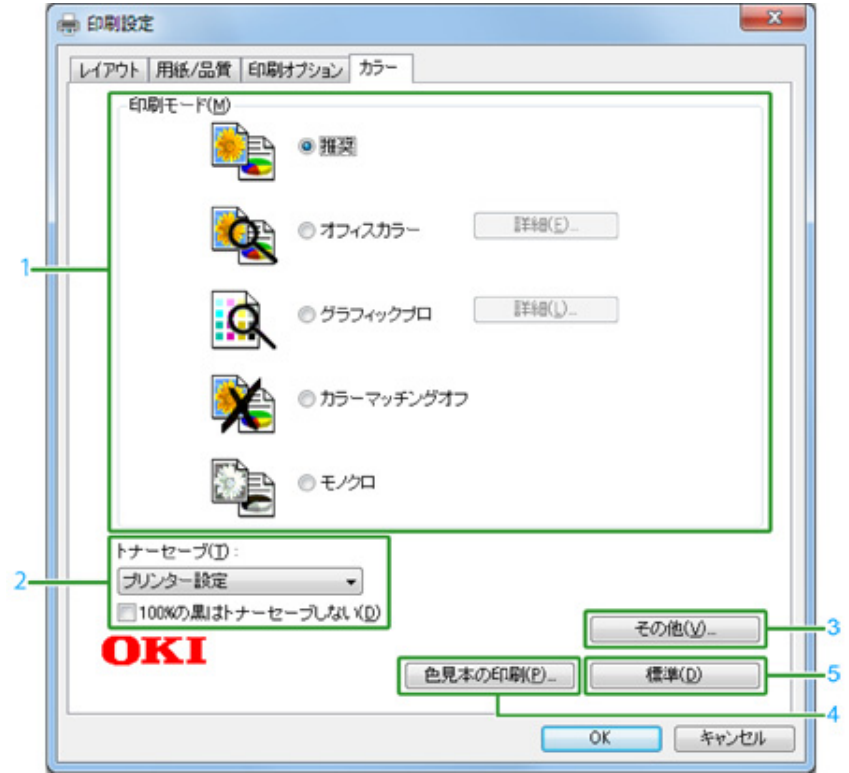 印刷設定
レイアウト 用紙/品質 印刷オプション カラー
印刷モード(M)
推奨
オフィスカラー 詳細(E)...
1
グラフィックプロ 詳細(L)...
カラーマッチングオフ
モノクロ
トナーセーブ(T):
2 プリンター設定
100%の黒はトナーセーブしない(D)
その他(V)... 3
OKI
色見本の印刷(P)... 標準(D) 5
4
OK キャンセル